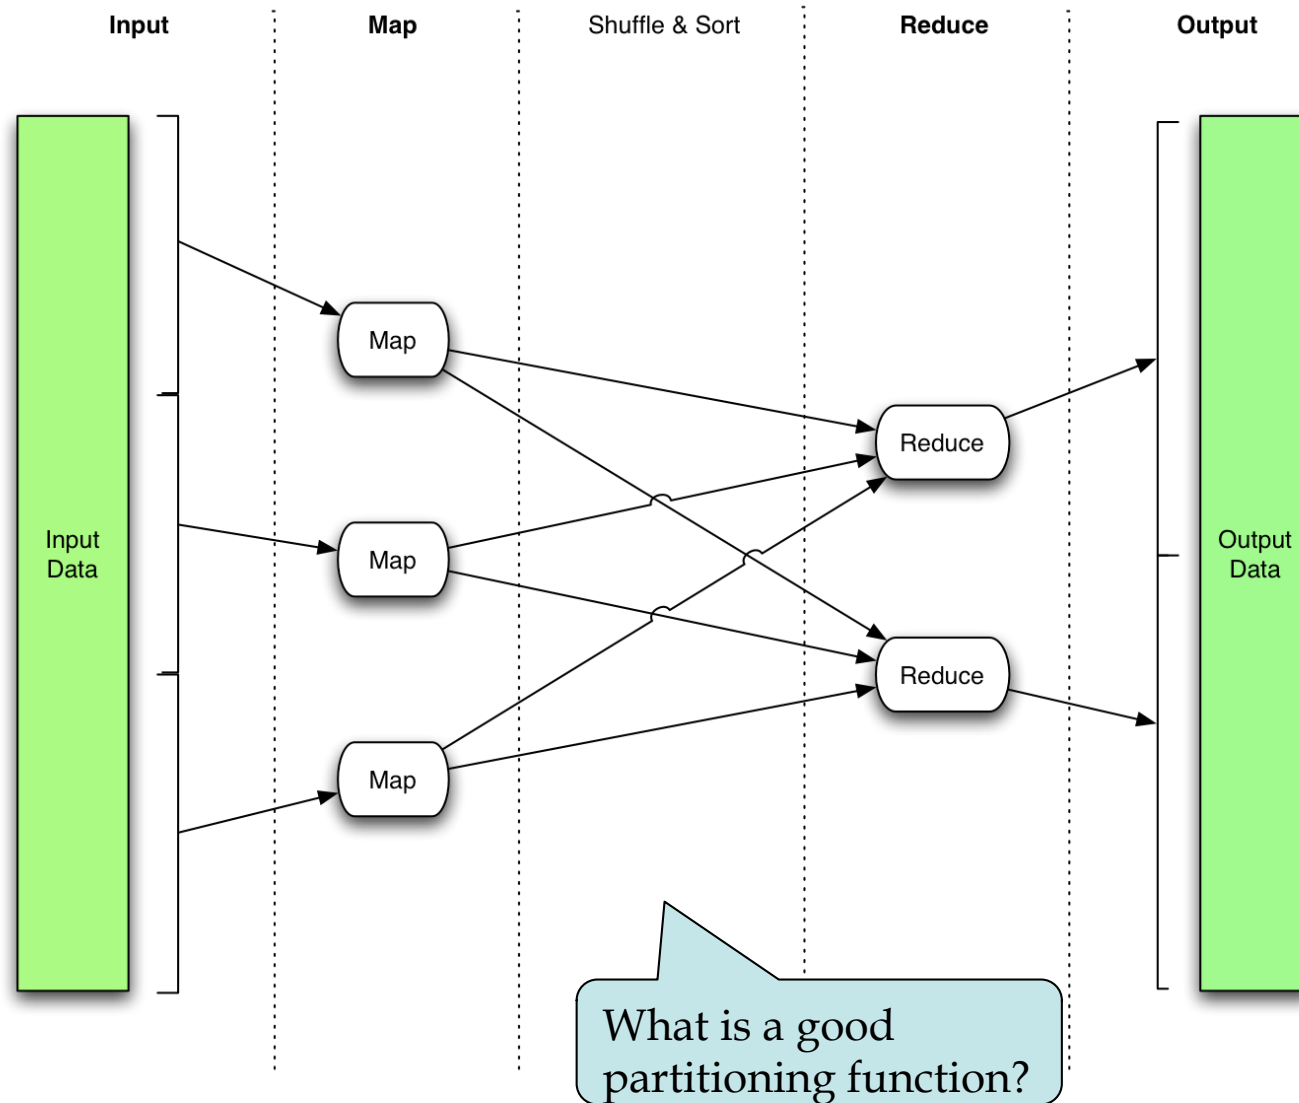 Input
Map
Shuffle & Sort
Reduce
Output
Map
Reduce
Input
Data
Map
Output
Data
Reduce
Map
What is a good
partitioning function?